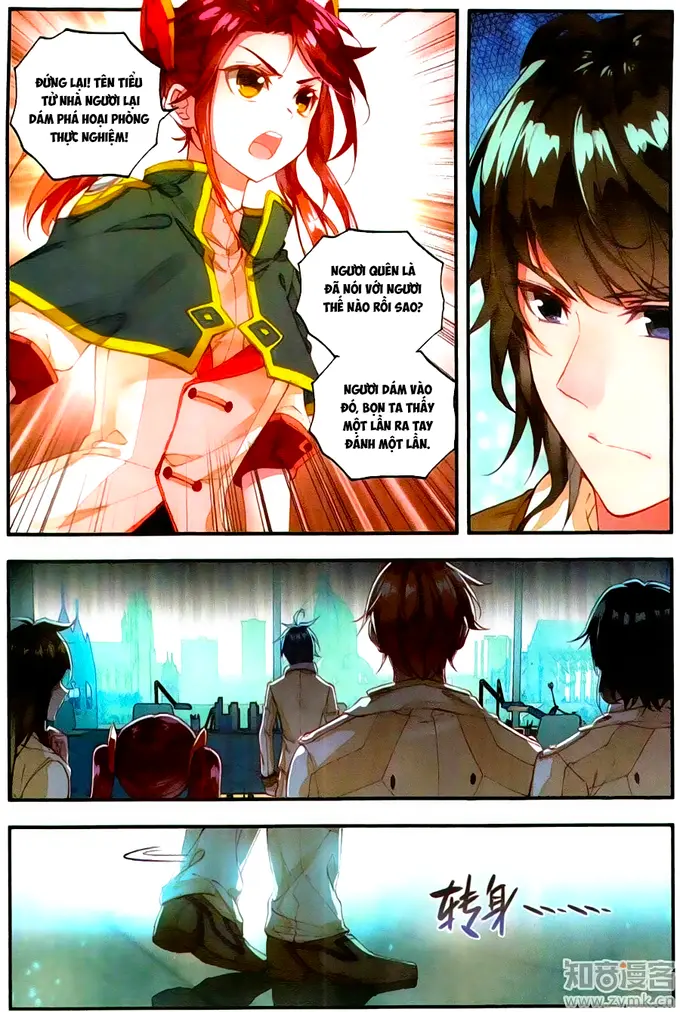 ĐỨNG LẠI! TÊN TIỂU
TỬ NHÀ NGƯƠI LẠI
DÁM PHÁ HOẠI PHÒNG
THỰC NGHIỆM!
NGƯƠI QUÊN LÀ
ĐÃ NÓI VỚI NGƯƠI
THẾ NÀO RỒI SAO?
NGƯƠI DÁM VÀO
ĐÓ, BỌN TA THẤY
MỘT LẦN RA TAY
ĐÁNH MỘT LẦN.
转身……
知音漫客
www.zymk.cn